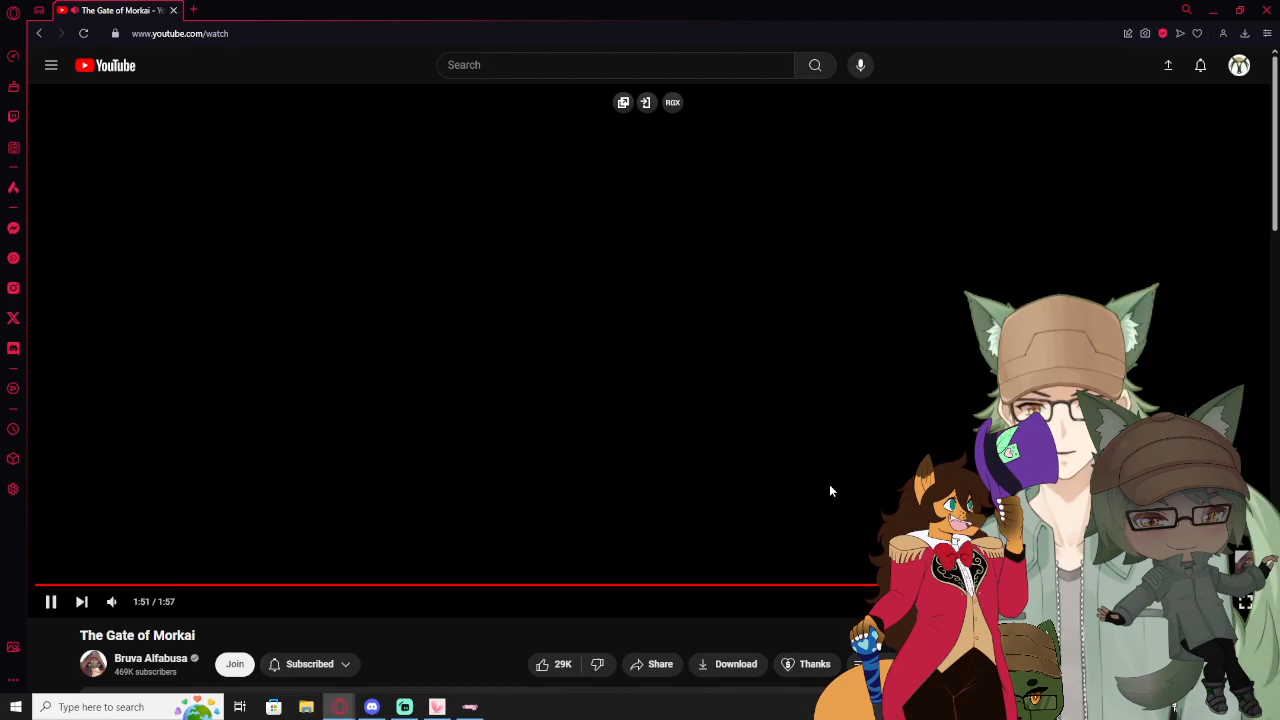 The Gate of Morkai - Yo
www.youtube.com/watch
YouTube
Search
RGX
1:51 / 1:57
The Gate of Morkai
Bruva Alfabusa
469K subscribers
Join
Subscribed
29K
Share
Download
Thanks
Type here to search